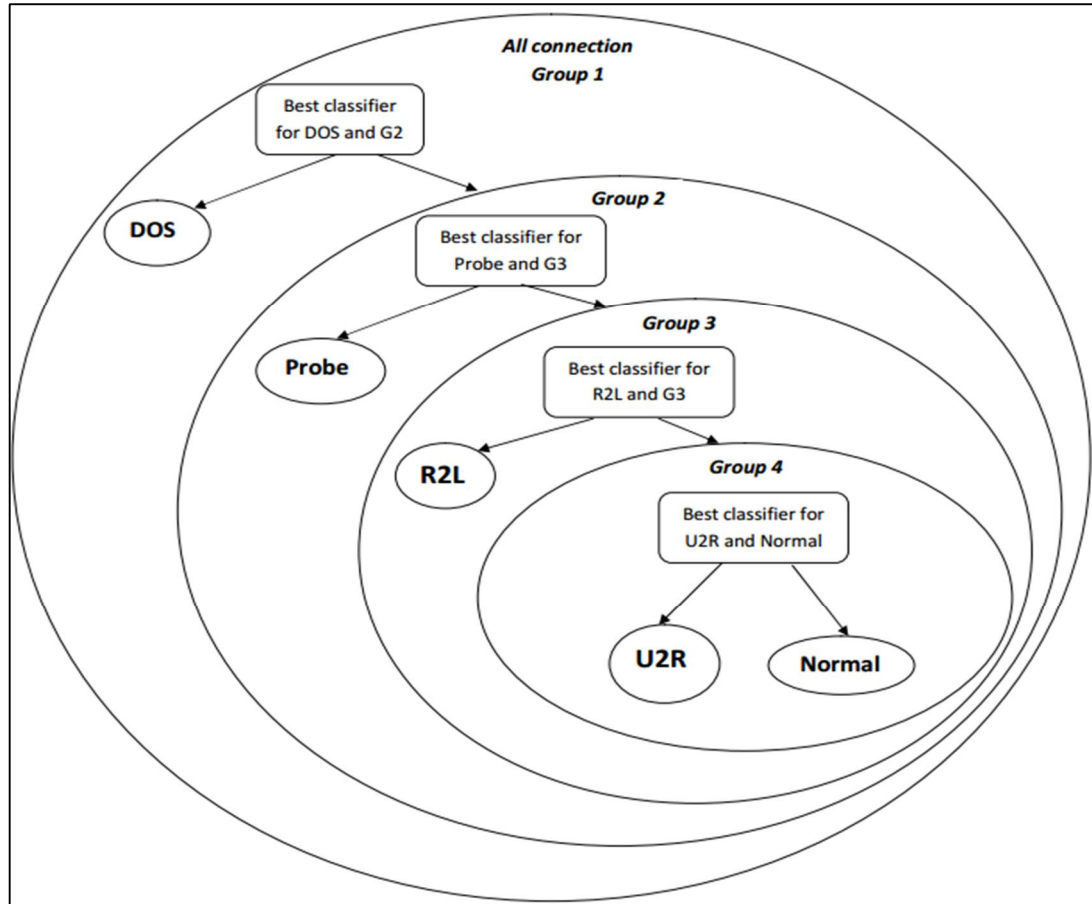 All connection
Group 1
Best classifier
for DOS and G2
DOS
Group 2
Best classifier for
Probe and G3
Probe
Group 3
Best classifier for
R2L and G3
R2L
Group 4
Best classifier for
U2R and Normal
U2R
Normal